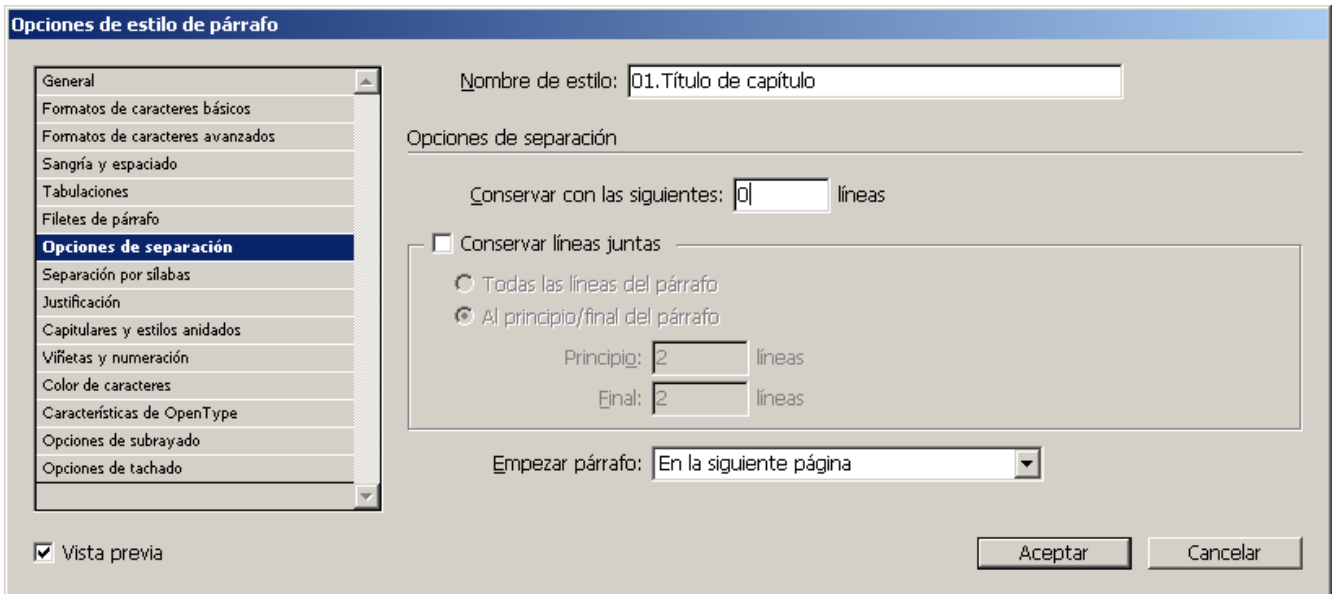 Opciones de estilo de párrafo
General
Formatos de caracteres básicos
Formatos de caracteres avanzados
Sangría y espaciado
Tabulaciones
Filetes de párrafo
Opciones de separación
Separación por sílabas
Justificación
Capitulares y estilos anidados
Viñetas y numeración
Color de caracteres
Características de OpenType
Opciones de subrayado
Opciones de tachado
Vista previa
Nombre de estilo: 01.Título de capítulo
Opciones de separación
Conservar con las siguientes: 0 líneas
Conservar líneas juntas
Todas las líneas del párrafo
Al principio/final del párrafo
Principio: 2 líneas
Final: 2 líneas
Empezar párrafo: En la siguiente página
Aceptar
Cancelar